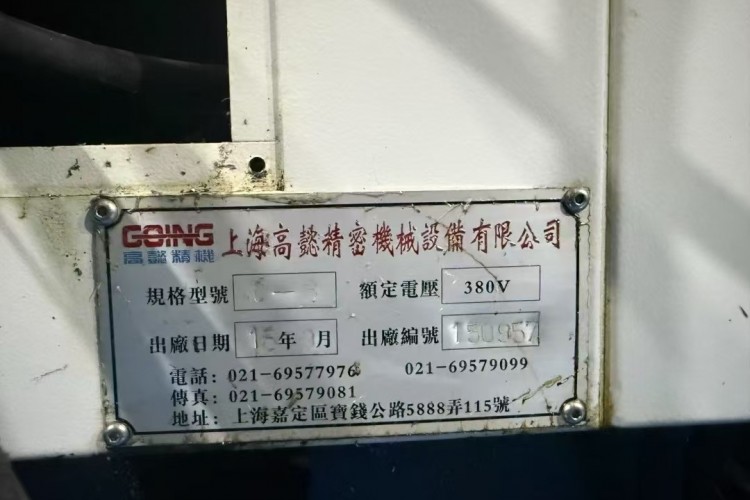 GOING 上海高懿精密機械設備有限公司
高懿精機
規格型號 額定電壓 380V
出廠日期 15年 月 出廠編號 150957
電話：021-69577976 021-69579099
傳真：021-69579081
地址：上海嘉定區寶錢公路5888弄115號